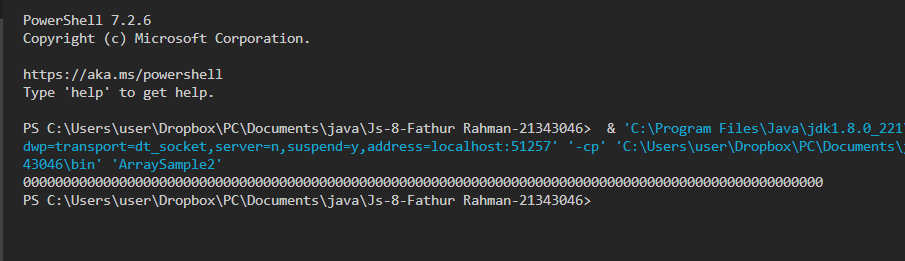 PowerShell 7.2.6
Copyright (c) Microsoft Corporation.
https://aka.ms/powershell
Type 'help' to get help.
PS C:\Users\user\Dropbox\PC\Documents\java\Js-8-Fathur Rahman-21343046>  & 'C:\Program Files\Java\jdk1.8.0_221
dwp=transport=dt_socket,server=n,suspend=y,address=localhost:51257' '-cp' 'C:\Users\user\Dropbox\PC\Documents\j
43046\bin' 'ArraySample2'
0000000000000000000000000000000000000000000000000000000000000000000000000000000000000000000000000000
PS C:\Users\user\Dropbox\PC\Documents\java\Js-8-Fathur Rahman-21343046>